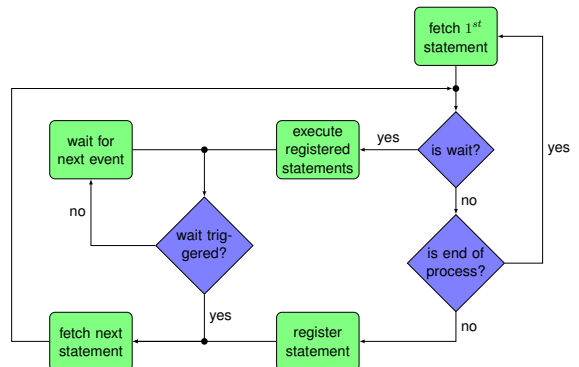 fetch 1st
statement
wait for
next event
execute
registered
statements
yes
is wait?
yes
no
no
wait trig-
gered?
is end of
process?
yes
no
fetch next
statement
register
statement